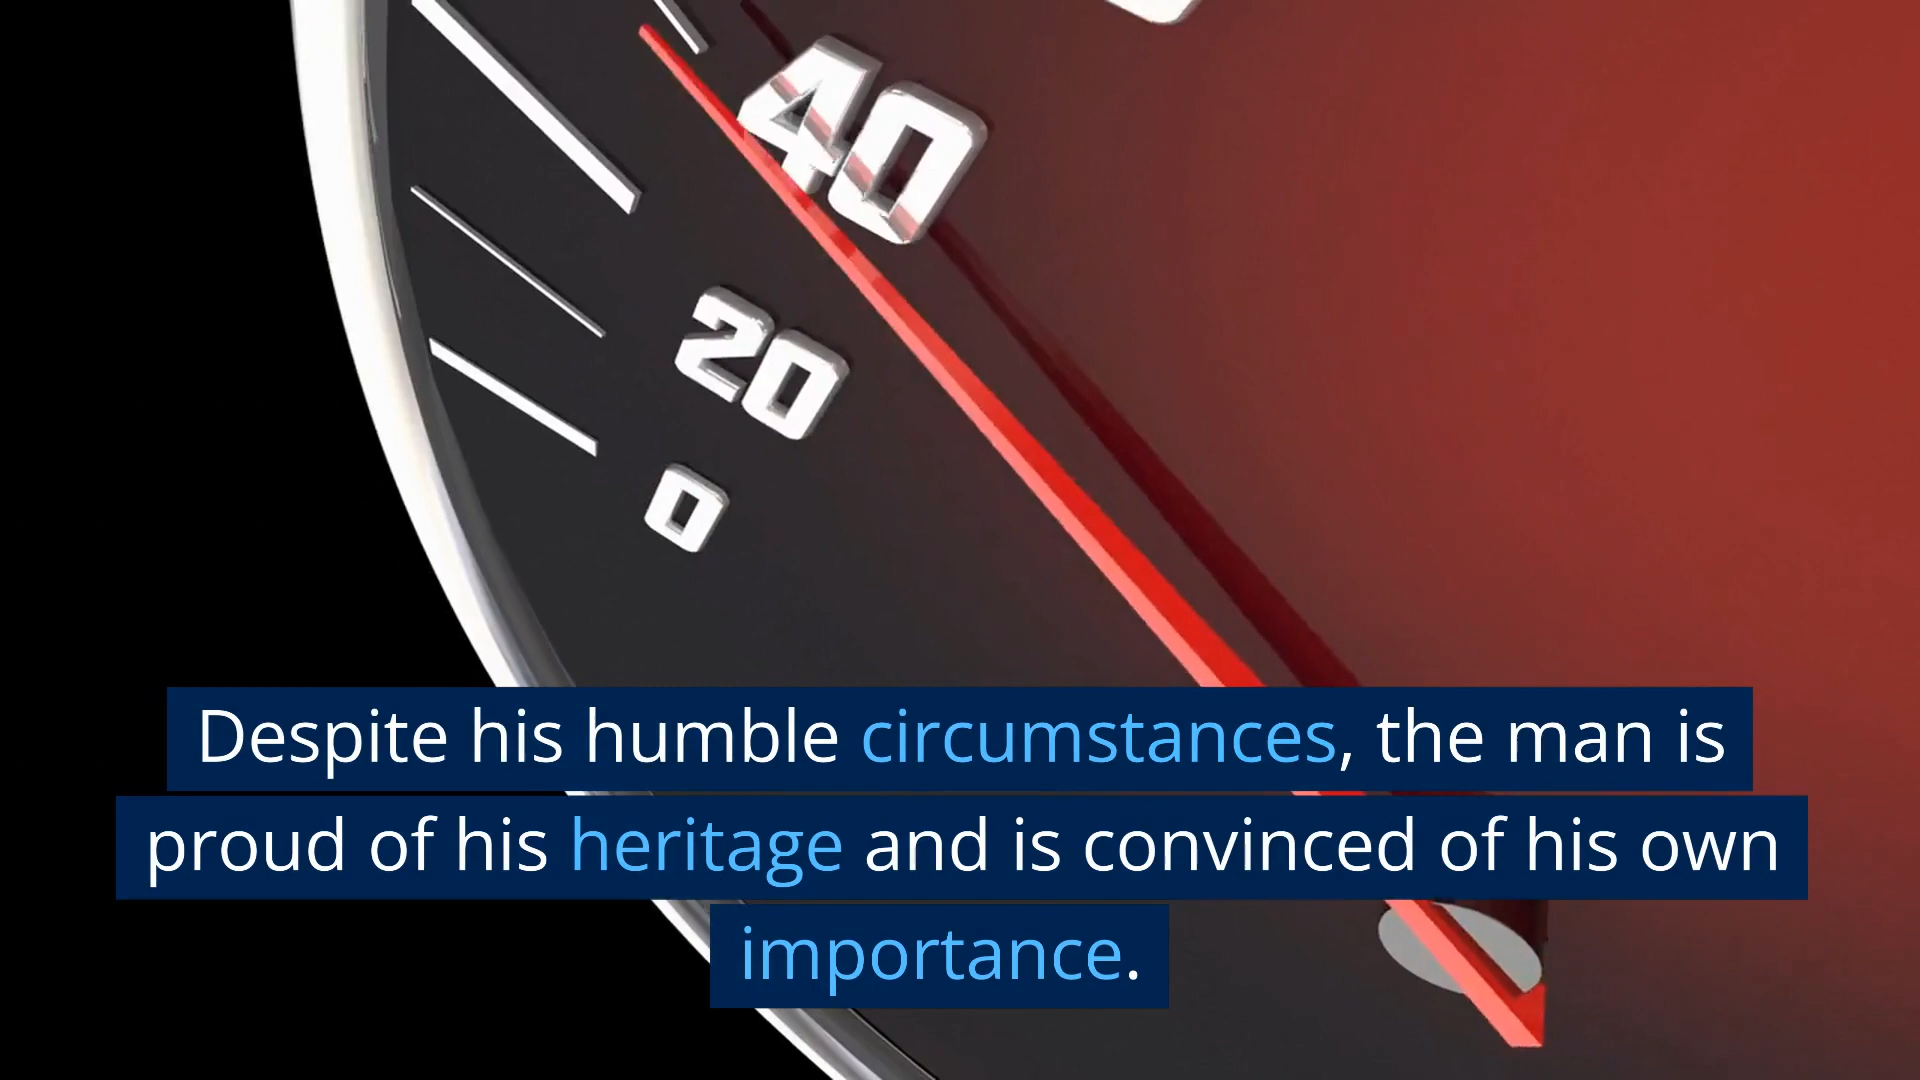 40
20
0
Despite his humble circumstances, the man is
proud of his heritage and is convinced of his own
importance.